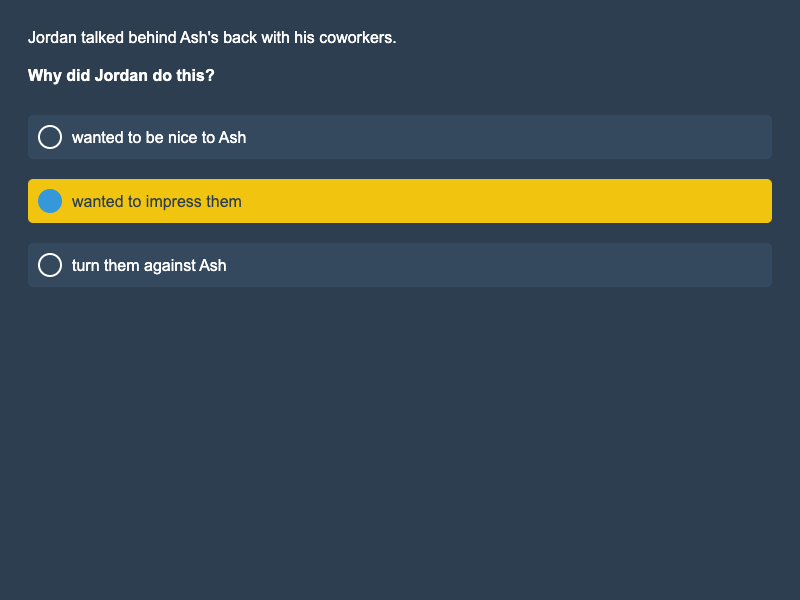 Jordan talked behind Ash's back with his coworkers.
Why did Jordan do this?
wanted to be nice to Ash
wanted to impress them
turn them against Ash